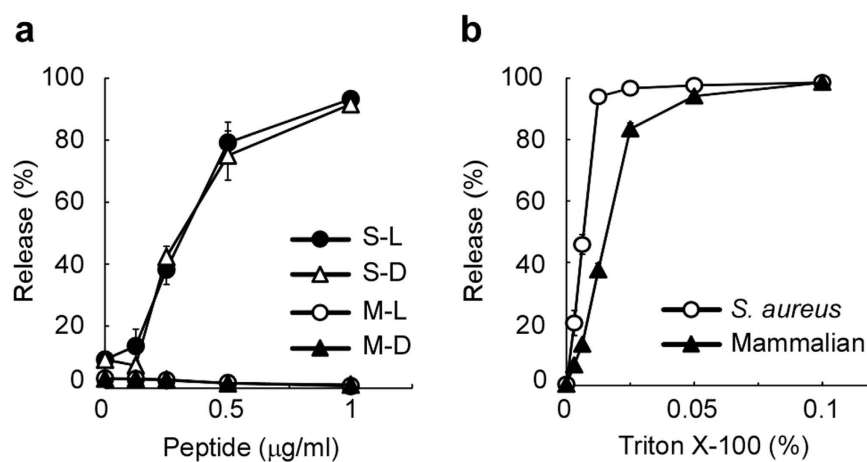 a
100
80
60
40
20
0
Release (%)
S-L
S-D
M-L
M-D
0
0.5
1
Peptide (μg/ml)
b
100
80
60
40
20
0
Release (%)
S. aureus
Mammalian
0
0.05
0.1
Triton X-100 (%)